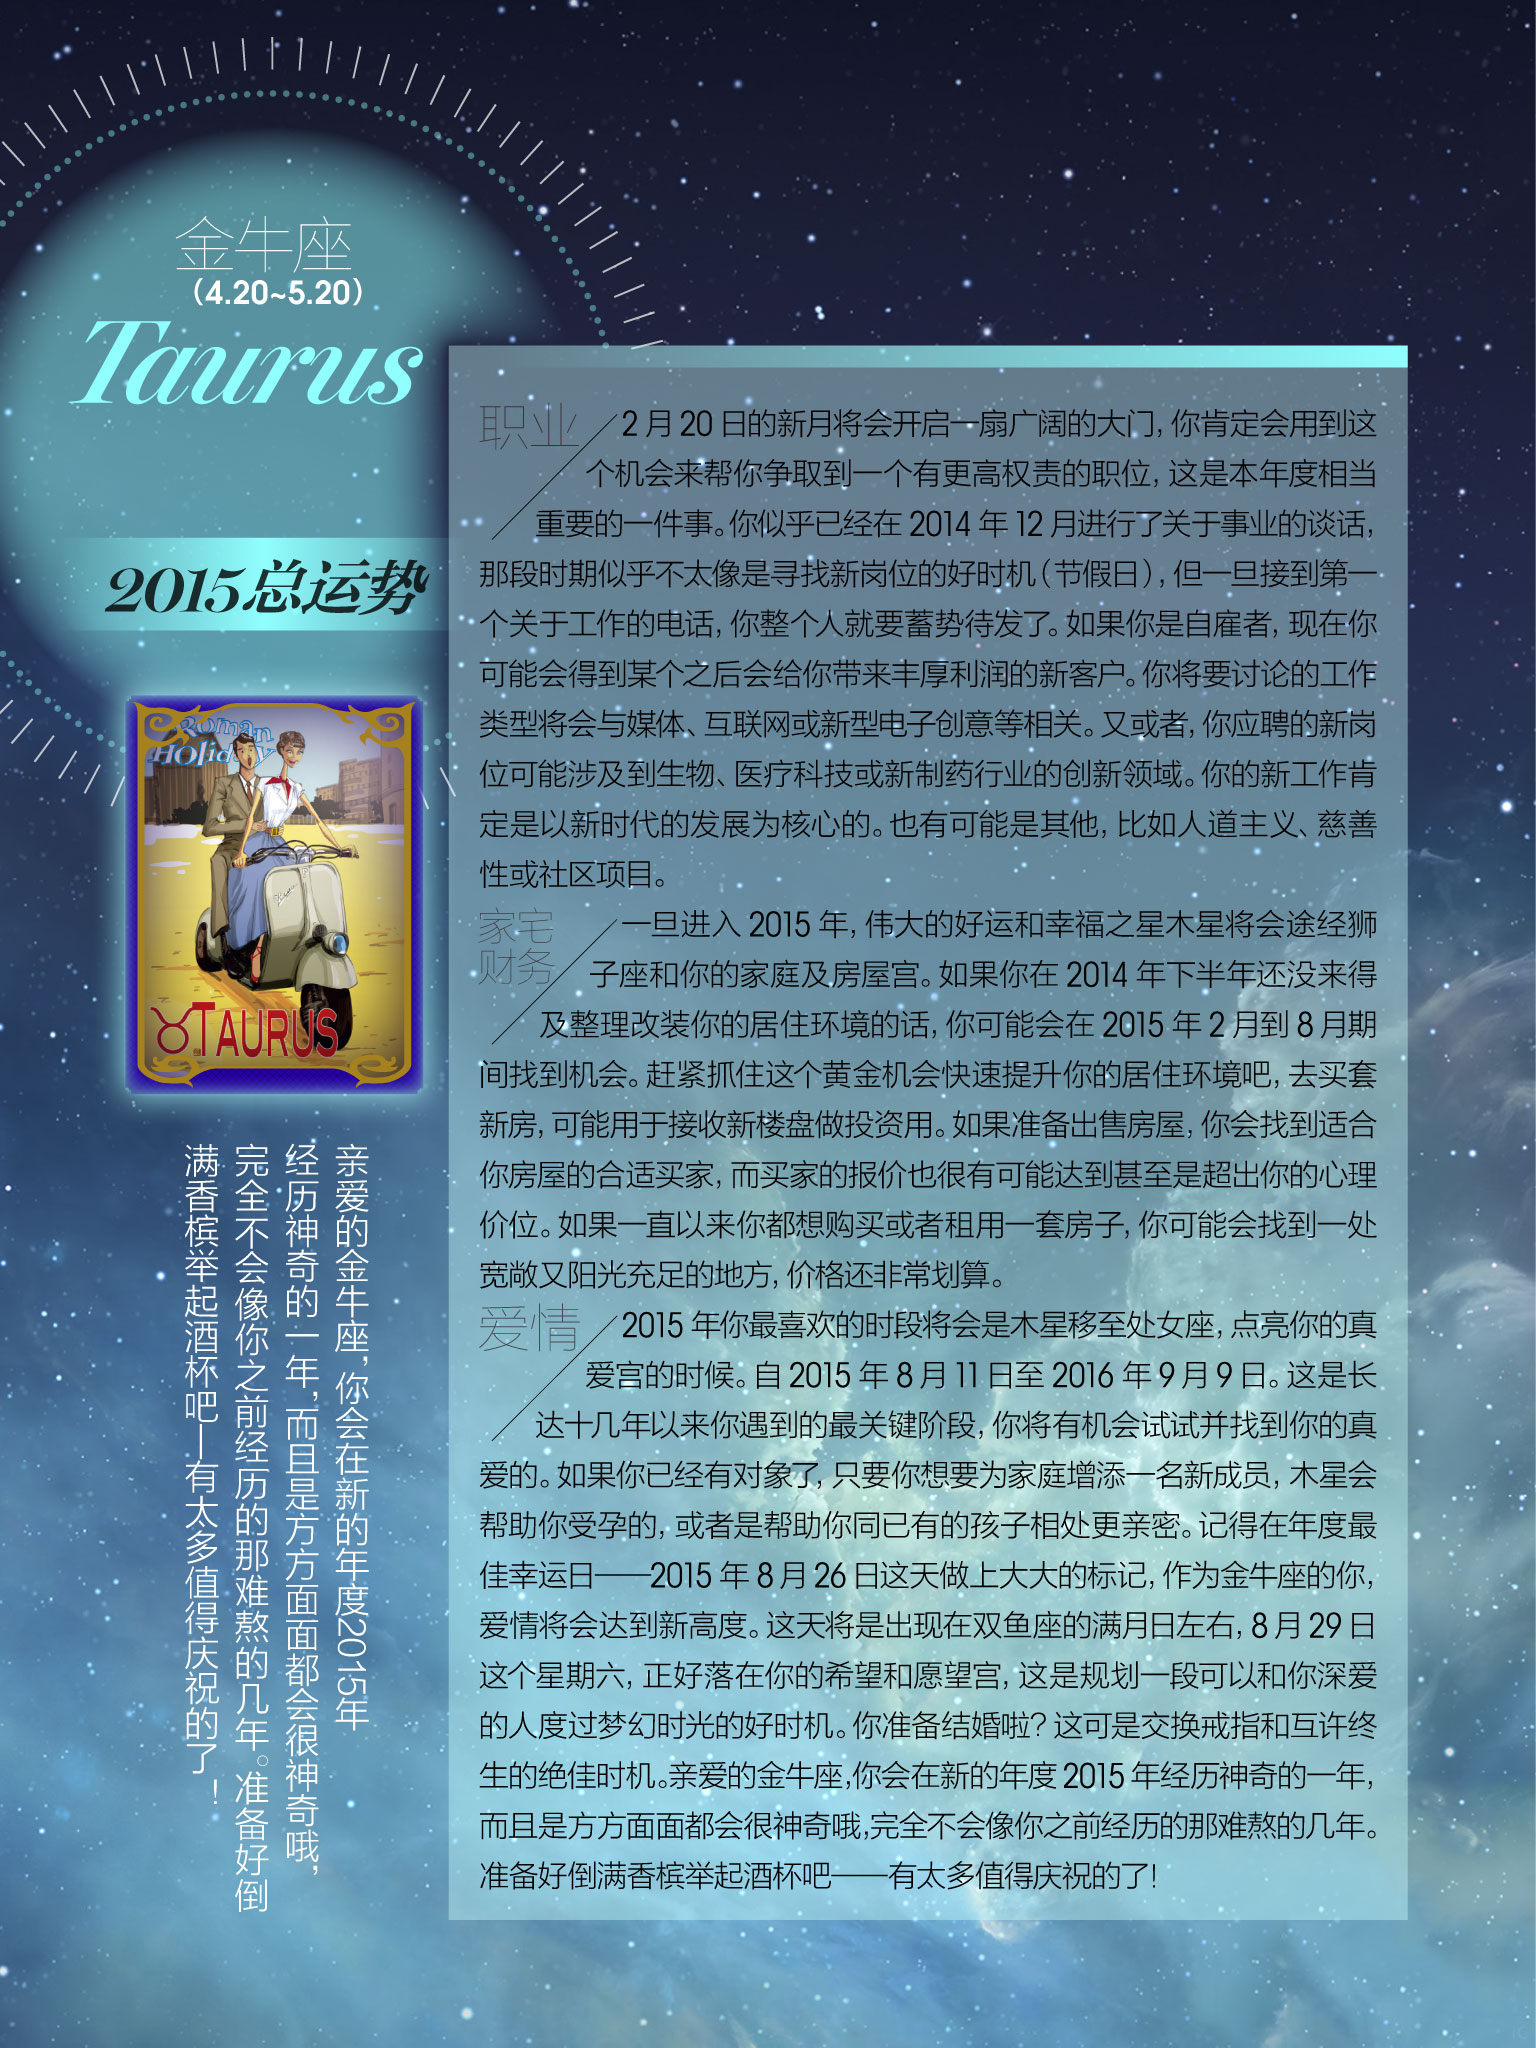 金牛座
(4.20~5.20)
Taurus
2015总运势
Roman
Holiday
TAURUS
亲爱的金牛座，你会在新的年度2015年
经历神奇的一年，而且是方方面面都会很神奇哦，
完全不会像你之前经历的那难熬的几年。准备好倒
满香槟举起酒杯吧—有太多值得庆祝的了！
职业
2 月 20 日的新月将会开启一扇广阔的大门，你肯定会用到这
个机会来帮你争取到一个有更高权责的职位，这是本年度相当
重要的一件事。你似乎已经在 2014 年 12 月进行了关于事业的谈话，
那段时期似乎不太像是寻找新岗位的好时机（节假日），但一旦接到第一
个关于工作的电话，你整个人就要蓄势待发了。如果你是自雇者，现在你
可能会得到某个之后会给你带来丰厚利润的新客户。你将要讨论的工作
类型将会与媒体、互联网或新型电子创意等相关。又或者，你应聘的新岗
位可能涉及到生物、医疗科技或新制药行业的创新领域。你的新工作肯
定是以新时代的发展为核心的。也有可能是其他，比如人道主义、慈善
性或社区项目。
家宅
财务
一旦进入 2015 年，伟大的好运和幸福之星木星将会途经狮
子座和你的家庭及房屋宫。如果你在 2014 年下半年还没来得
及整理改装你的居住环境的话，你可能会在 2015 年 2 月到 8 月期
间找到机会。赶紧抓住这个黄金机会快速提升你的居住环境吧，去买套
新房，可能用于接收新楼盘做投资用。如果准备出售房屋，你会找到适合
你房屋的合适买家，而买家的报价也很有可能达到甚至是超出你的心理
价位。如果一直以来你都想购买或者租用一套房子，你可能会找到一处
宽敞又阳光充足的地方，价格还非常划算。
爱情
2015 年你最喜欢的时段将会是木星移至处女座，点亮你的真
爱宫的时候。自 2015 年 8 月 11 日至 2016 年 9 月 9 日。这是长
达十几年以来你遇到的最关键阶段，你将有机会试试并找到你的真
爱的。如果你已经有对象了，只要你想要为家庭增添一名新成员，木星会
帮助你受孕的，或者是帮助你同已有的孩子相处更亲密。记得在年度最
佳幸运日——2015 年 8 月 26 日这天做上大大的标记，作为金牛座的你，
爱情将会达到新高度。这天将是出现在双鱼座的满月日左右，8 月 29 日
这个星期六，正好落在你的希望和愿望宫，这是规划一段可以和你深爱
的人度过梦幻时光的好时机。你准备结婚啦？这可是交换戒指和互许终
生的绝佳时机。亲爱的金牛座，你会在新的年度 2015 年经历神奇的一年，
而且是方方面面都会很神奇哦，完全不会像你之前经历的那难熬的几年。
准备好倒满香槟举起酒杯吧——有太多值得庆祝的了！